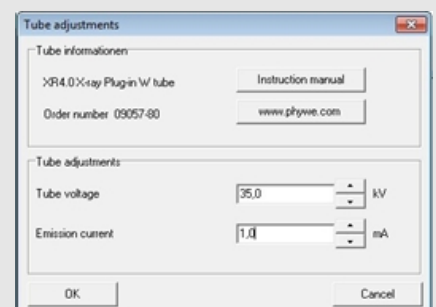 Tube adjustments
Tube informationen
XR4.0 X-ray Plug-in W tube
Instruction manual
Order number 09057-80
www.phywe.com
Tube adjustments
Tube voltage 35,0 kV
Emission current 1,0 mA
OK Cancel